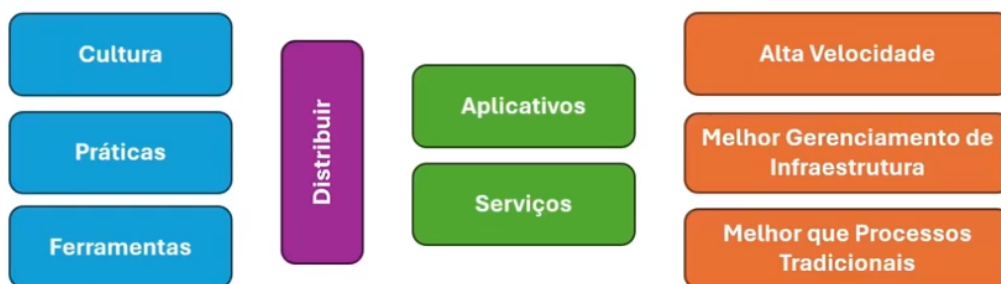 Cultura
Práticas
Ferramentas
Distribuir
Aplicativos
Serviços
Alta Velocidade
Melhor Gerenciamento de
Infraestrutura
Melhor que Processos
Tradicionais